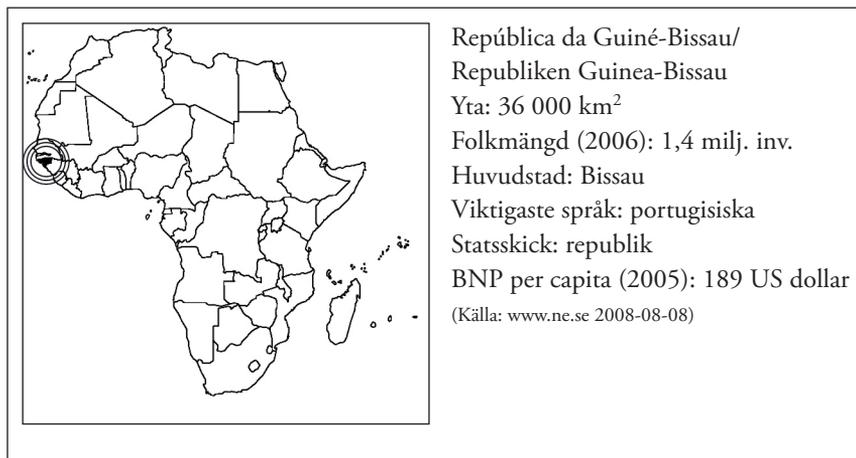 República da Guiné-Bissau/
Republiken Guinea-Bissau
Yta: 36 000 km²
Folkmängd (2006): 1,4 milj. inv.
Huvudstad: Bissau
Viktigaste språk: portugisiska
Statsskick: republik
BNP per capita (2005): 189 US dollar
(Källa: www.ne.se 2008-08-08)